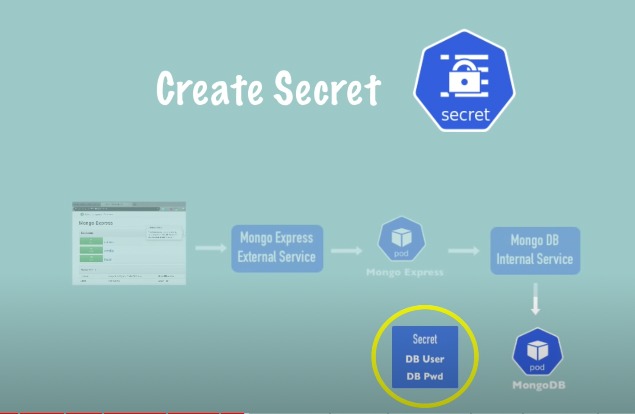 Create Secret
secret
Mongo Express
Mongo Express
External Service
pod
Mongo Express
Mongo DB
Internal Service
Secret
DB User
DB Pwd
pod
MongoDB